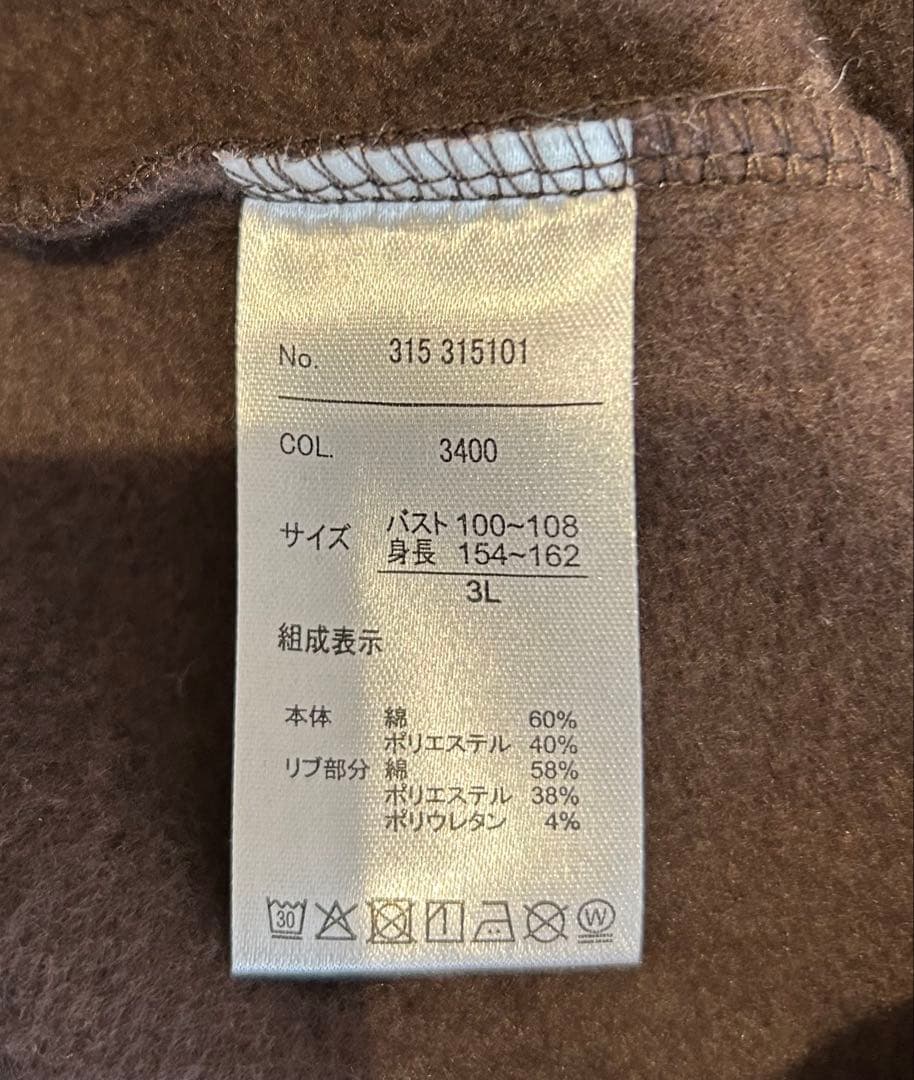 No. 315 315101
COL. 3400
サイズ バスト 100~108
身長 154~162
3L
組成表示
本体 綿 60%
ポリエステル 40%
リブ部分 綿 58%
ポリエステル 38%
ポリウレタン 4%
30 W